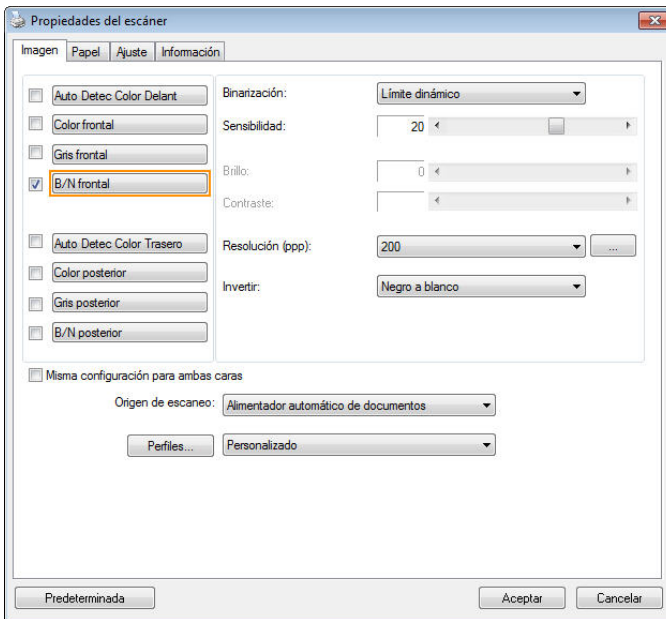 Propiedades del escáner
Imagen Papel Ajuste Información
Auto Detec Color Delant
Color frontal
Gris frontal
B/N frontal
Auto Detec Color Trasero
Color posterior
Gris posterior
B/N posterior
Binarización: Límite dinámico
Sensibilidad: 20
Brillo: 0
Contraste:
Resolución (ppp): 200 ...
Invertir: Negro a blanco
Misma configuración para ambas caras
Origen de escaneo: Alimentador automático de documentos
Perfiles... Personalizado
Predeterminada Aceptar Cancelar